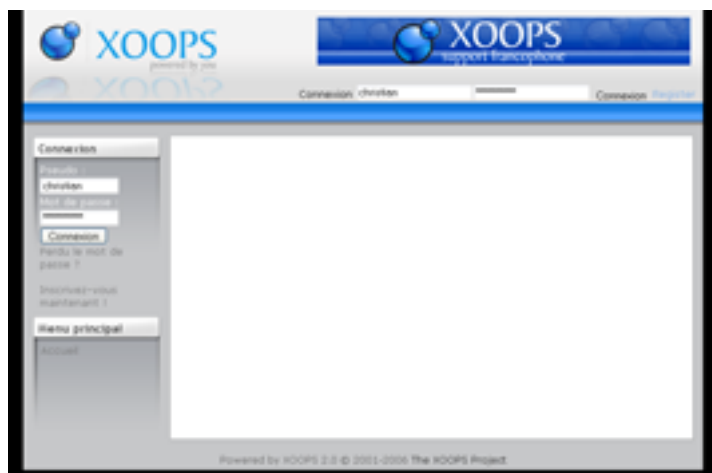 XOOPS
powered by you
XOOPS
support francophone
Connexion christian ******** Connexion Register
Connexion
Pseudo :
christian
Mot de passe :
********
Connexion
Perdu le mot de
passe ?
Inscrivez-vous
maintenant !
Menu principal
Accueil
Powered by XOOPS 2.0 © 2001-2006 The XOOPS Project